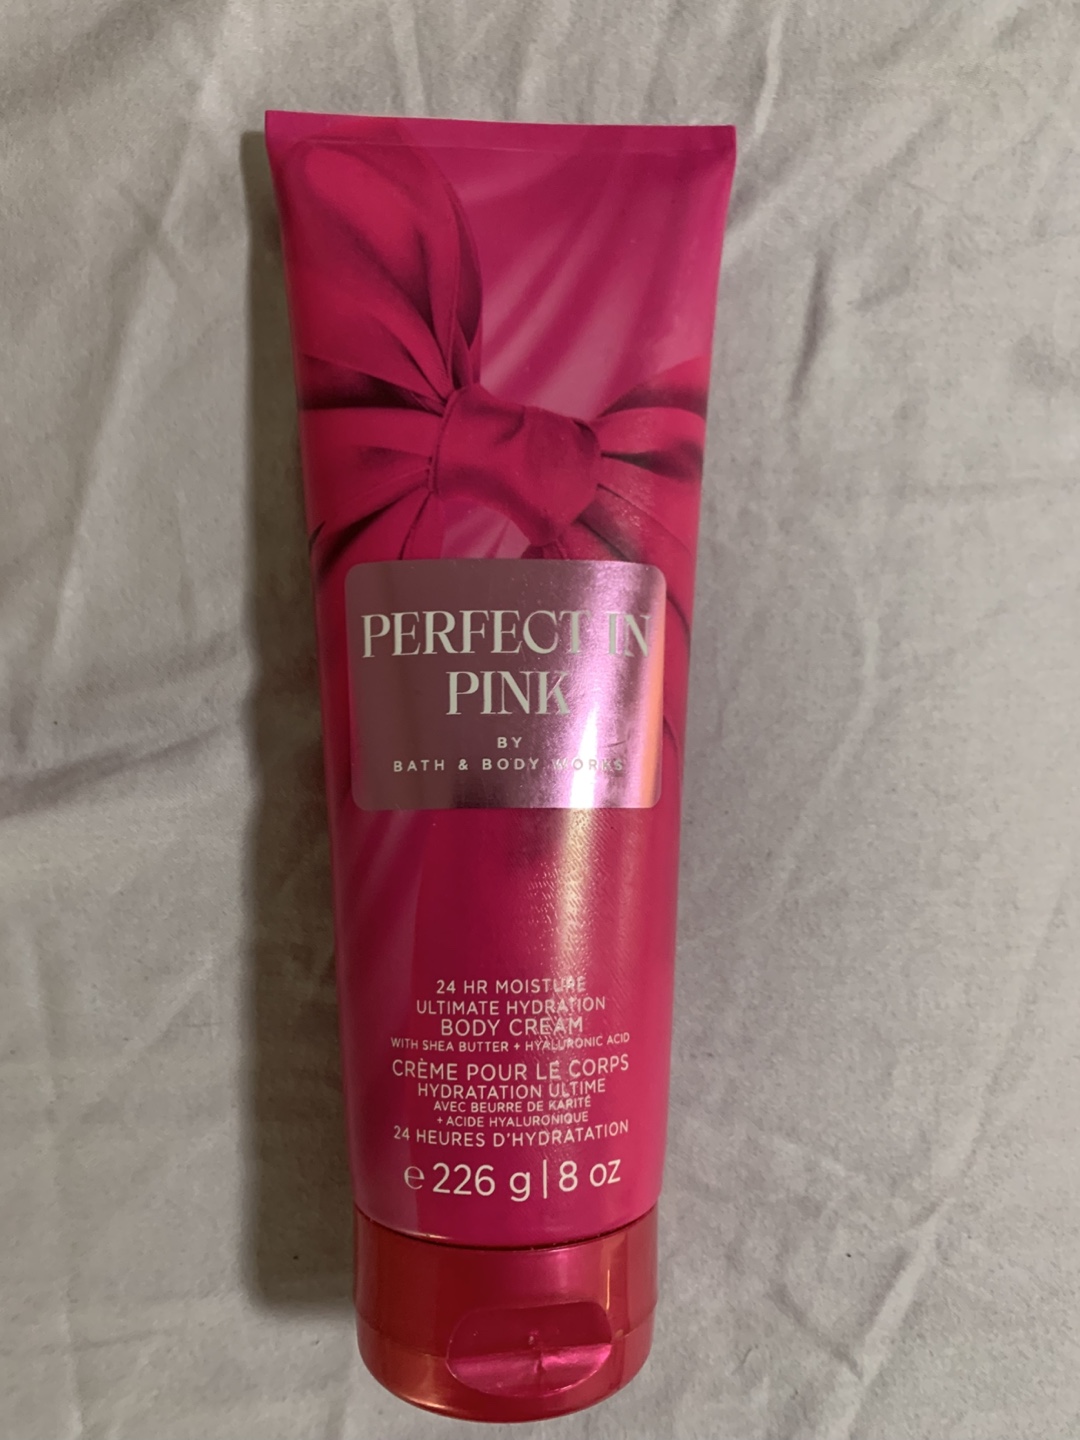 PERFECT IN
PINK
BY
BATH & BODY WORKS
24 HR MOISTURE
ULTIMATE HYDRATION
BODY CREAM
WITH SHEA BUTTER + HYALURONIC ACID
CRÈME POUR LE CORPS
HYDRATATION ULTIME
AVEC BEURRE DE KARITÉ
+ ACIDE HYALURONIQUE
24 HEURES D'HYDRATATION
℮ 226 g | 8 oz